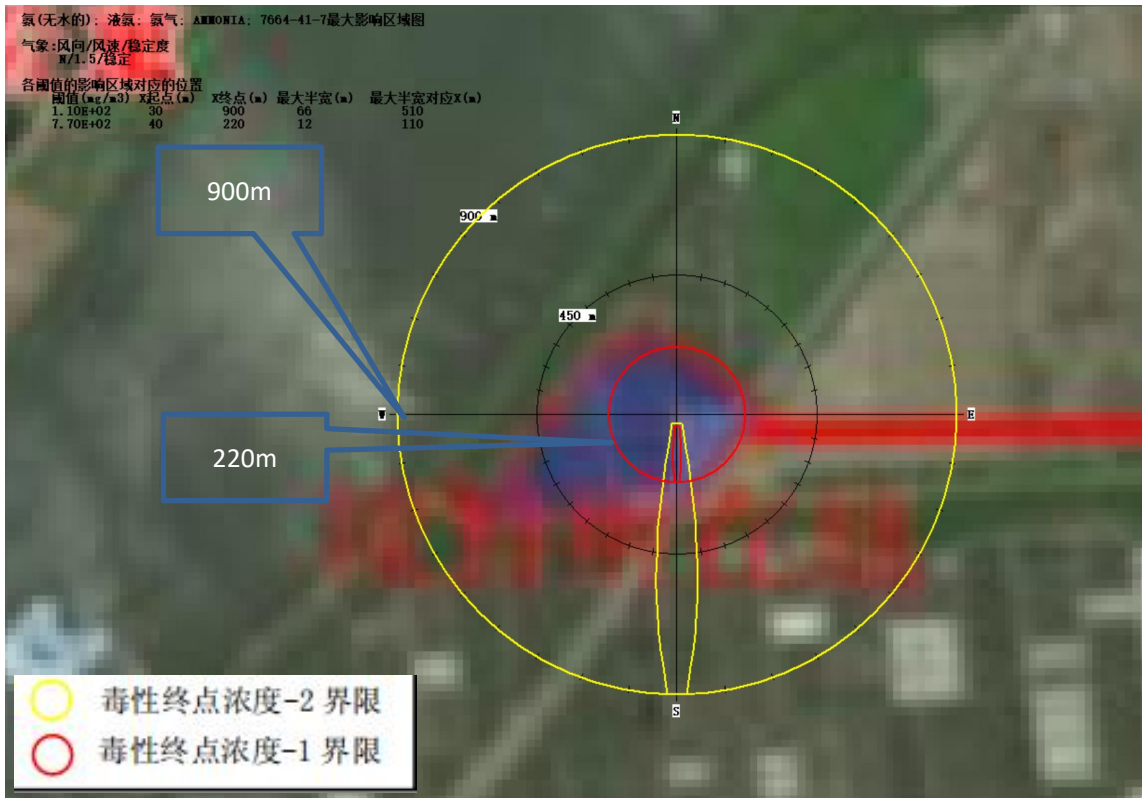 氨(无水的); 液氨; 氨气; AMMONIA; 7664-41-7最大影响区域图
气象:风向/风速/稳定度
N/1.5/稳定
各阈值的影响区域对应的位置
阈值(mg/m3) X起点(m) X终点(m) 最大半宽(m) 最大半宽对应X(m)
1.10E+02 30 900 66 510
7.70E+02 40 220 12 110
N
900m
900 m
450 m
W
E
220m
S
毒性终点浓度-2 界限
毒性终点浓度-1 界限